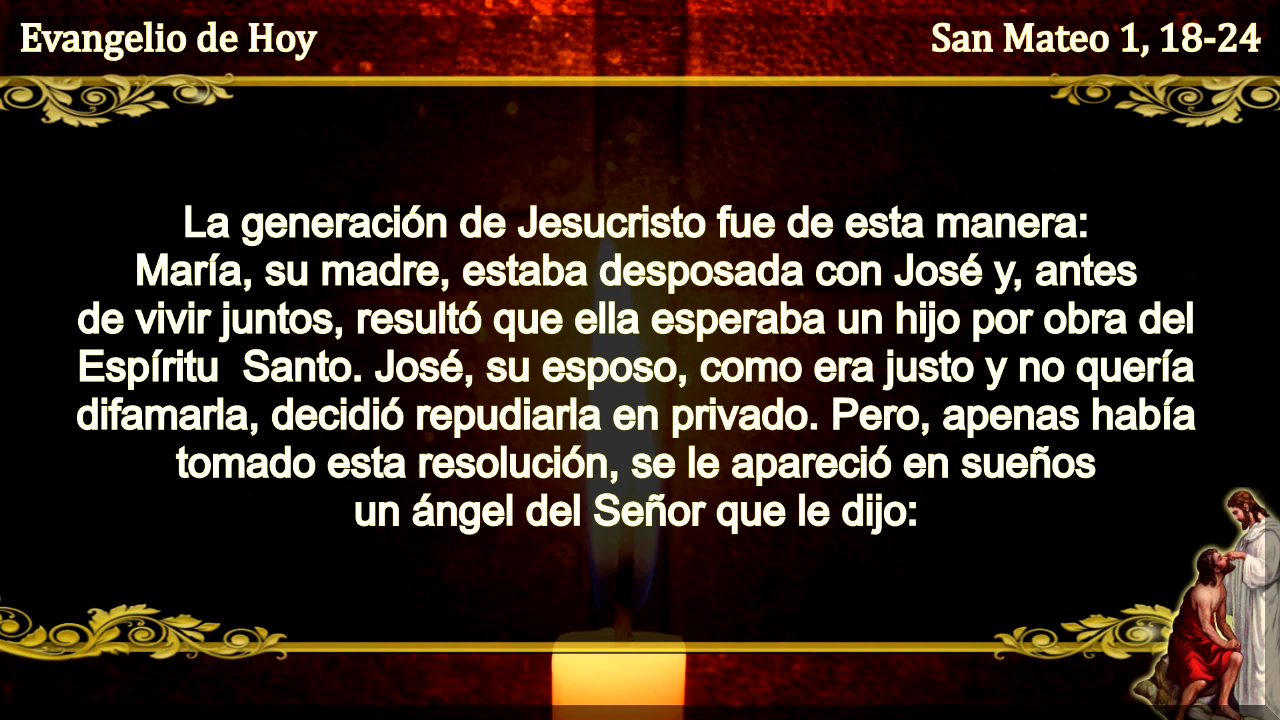 Evangelio de Hoy
San Mateo 1, 18-24
La generación de Jesucristo fue de esta manera:
María, su madre, estaba desposada con José y, antes
de vivir juntos, resultó que ella esperaba un hijo por obra del
Espíritu  Santo. José, su esposo, como era justo y no quería
difamarla, decidió repudiarla en privado. Pero, apenas había
tomado esta resolución, se le apareció en sueños
un ángel del Señor que le dijo: